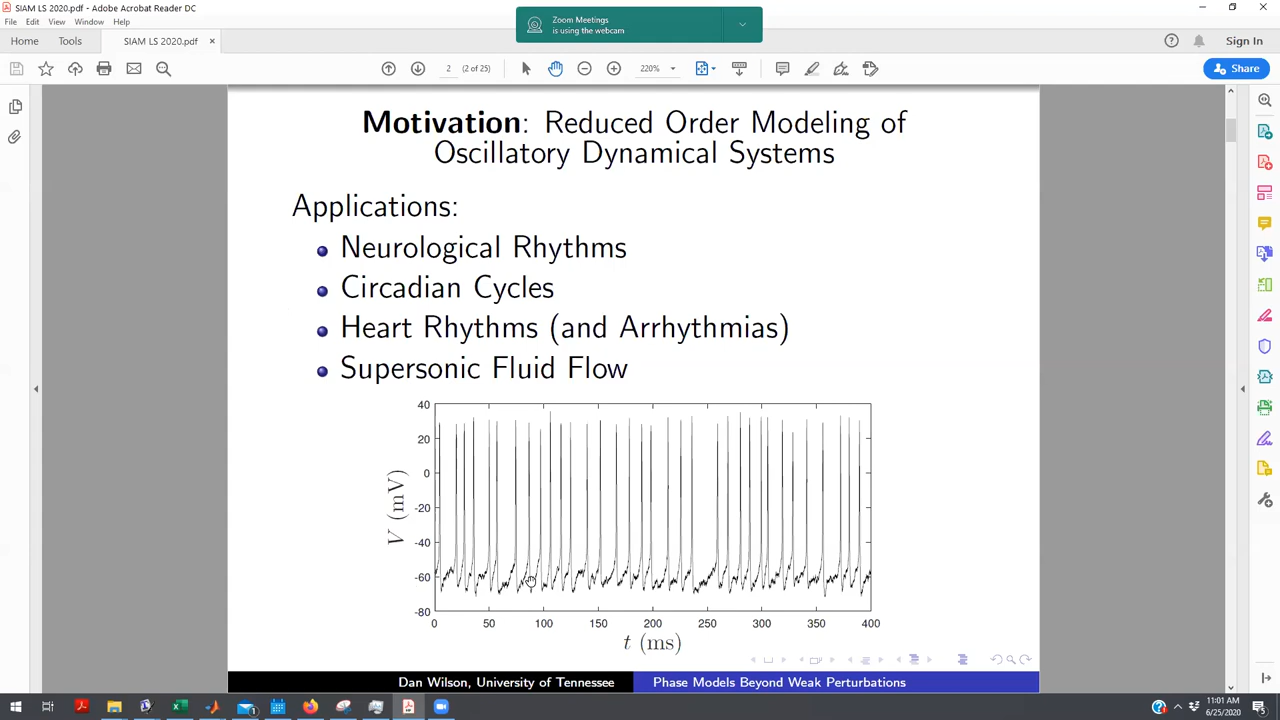 SIAM LS 2020.pdf - Adobe Acrobat Reader DC
File Edit View Window Help
Zoom Meetings
is using the webcam
Home Tools SIAM LS 2020.pdf × Sign In
2 (2 of 25) 220% Share
Motivation: Reduced Order Modeling of
Oscillatory Dynamical Systems
Applications:
Neurological Rhythms
Circadian Cycles
Heart Rhythms (and Arrhythmias)
Supersonic Fluid Flow
40
20
0
-20
-40
-60
-80
V (mV)
0 50 100 150 200 250 300 350 400
t (ms)
Dan Wilson, University of Tennessee Phase Models Beyond Weak Perturbations
11:01 AM
6/25/2020